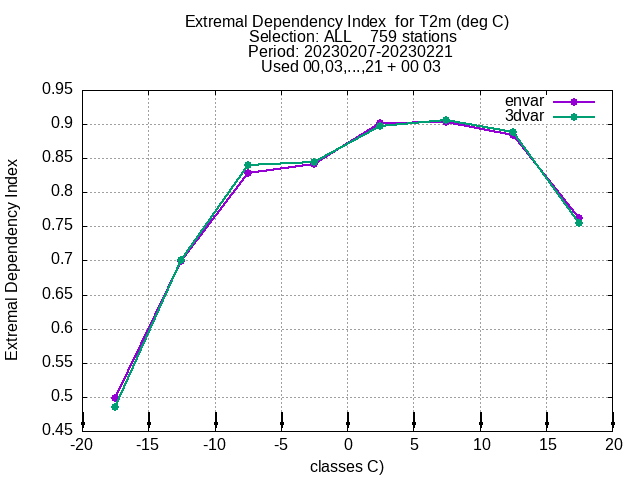 Extremal Dependency Index  for T2m (deg C)
Selection: ALL    759 stations
Period: 20230207-20230221
Used 00,03,...,21 + 00 03
envar
3dvar
Extremal Dependency Index
0.95
0.9
0.85
0.8
0.75
0.7
0.65
0.6
0.55
0.5
0.45
-20 -15 -10 -5 0 5 10 15 20
classes C)